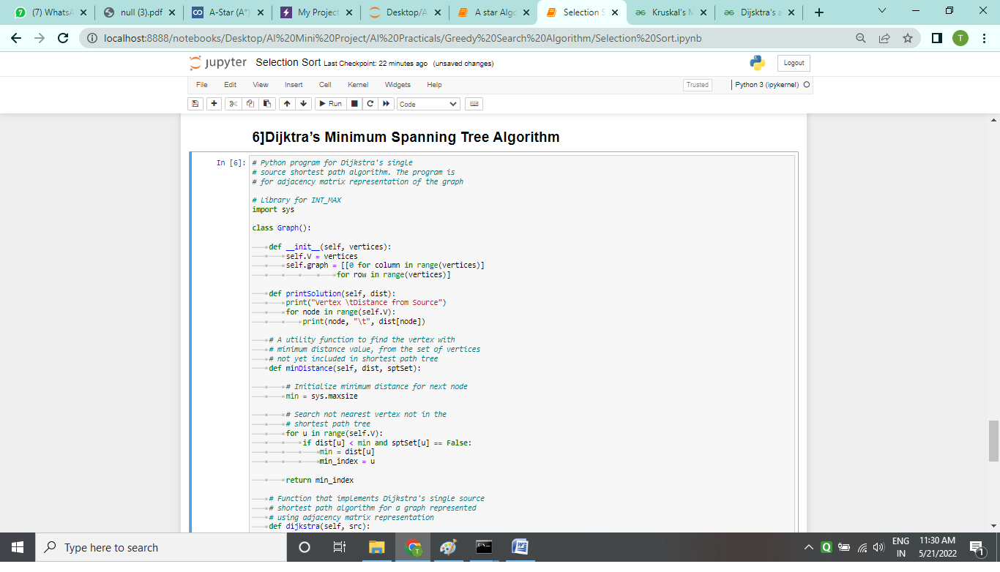 (7) WhatsA
null (3).pdf
A-Star (A*)
My Project
Desktop/A
A star Algo
Selection S
Kruskal's M
Dijsktra's a
localhost:8888/notebooks/Desktop/AI%20Mini%20Project/AI%20Practicals/Greedy%20Search%20Algorithm/Selection%20Sort.ipynb
T
jupyter Selection Sort Last Checkpoint: 22 minutes ago (unsaved changes)
Logout
File Edit View Insert Cell Kernel Widgets Help
Trusted
Python 3 (ipykernel)
Run
Code
6]Dijktra’s Minimum Spanning Tree Algorithm
In [6]: # Python program for Dijkstra's single
# source shortest path algorithm. The program is
# for adjacency matrix representation of the graph
# Library for INT_MAX
import sys
class Graph():
def __init__(self, vertices):
self.V = vertices
self.graph = [[0 for column in range(vertices)]
for row in range(vertices)]
def printSolution(self, dist):
print("Vertex \tDistance from Source")
for node in range(self.V):
print(node, "\t", dist[node])
# A utility function to find the vertex with
# minimum distance value, from the set of vertices
# not yet included in shortest path tree
def minDistance(self, dist, sptSet):
# Initialize minimum distance for next node
min = sys.maxsize
# Search not nearest vertex not in the
# shortest path tree
for u in range(self.V):
if dist[u] < min and sptSet[u] == False:
min = dist[u]
min_index = u
return min_index
# Function that implements Dijkstra's single source
# shortest path algorithm for a graph represented
# using adjacency matrix representation
def dijkstra(self, src):
Type here to search
ENG
IN
11:30 AM
5/21/2022
1